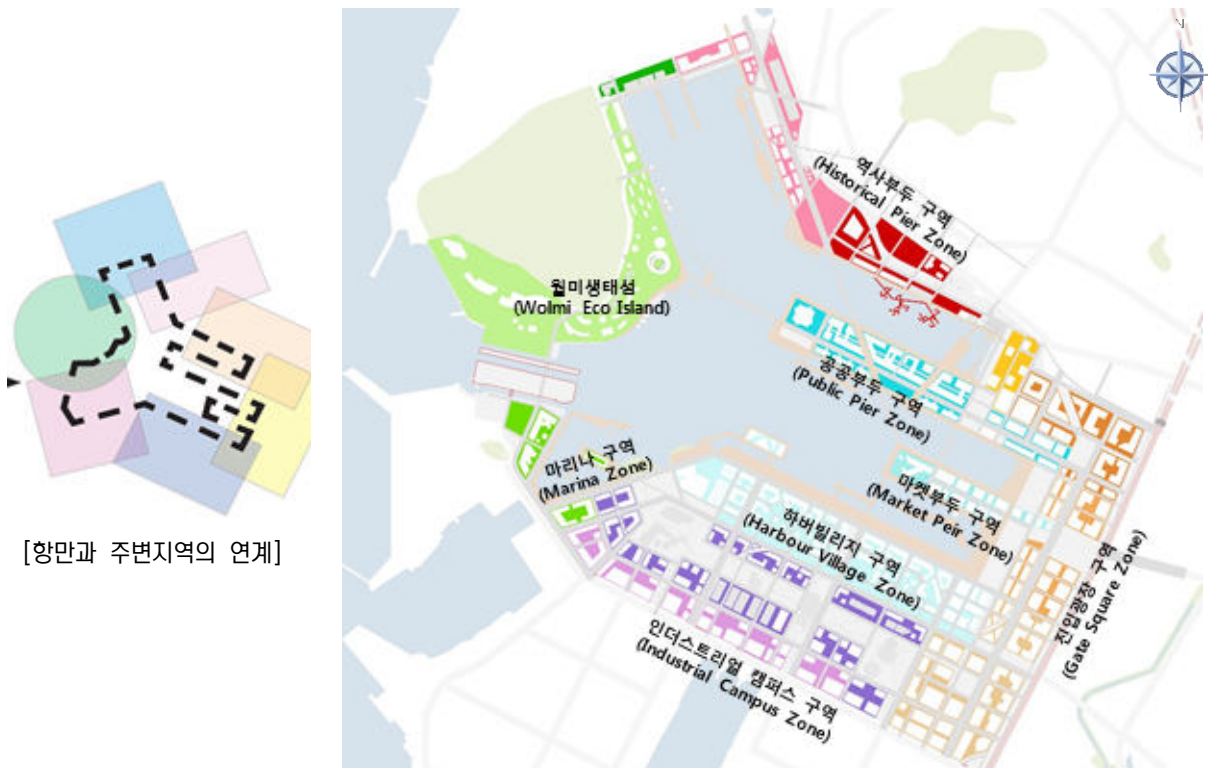 N
역사부두 구역
(Historical Pier Zone)
월미생태섬
(Wolmi Eco Island)
공공부두 구역
(Public Pier Zone)
마리나 구역
(Marina Zone)
마켓부두 구역
(Market Peir Zone)
하버빌리지 구역
(Harbour Village Zone)
진입광장 구역
(Gate Square Zone)
인더스트리얼 캠퍼스 구역
(Industrial Campus Zone)
[항만과 주변지역의 연계]